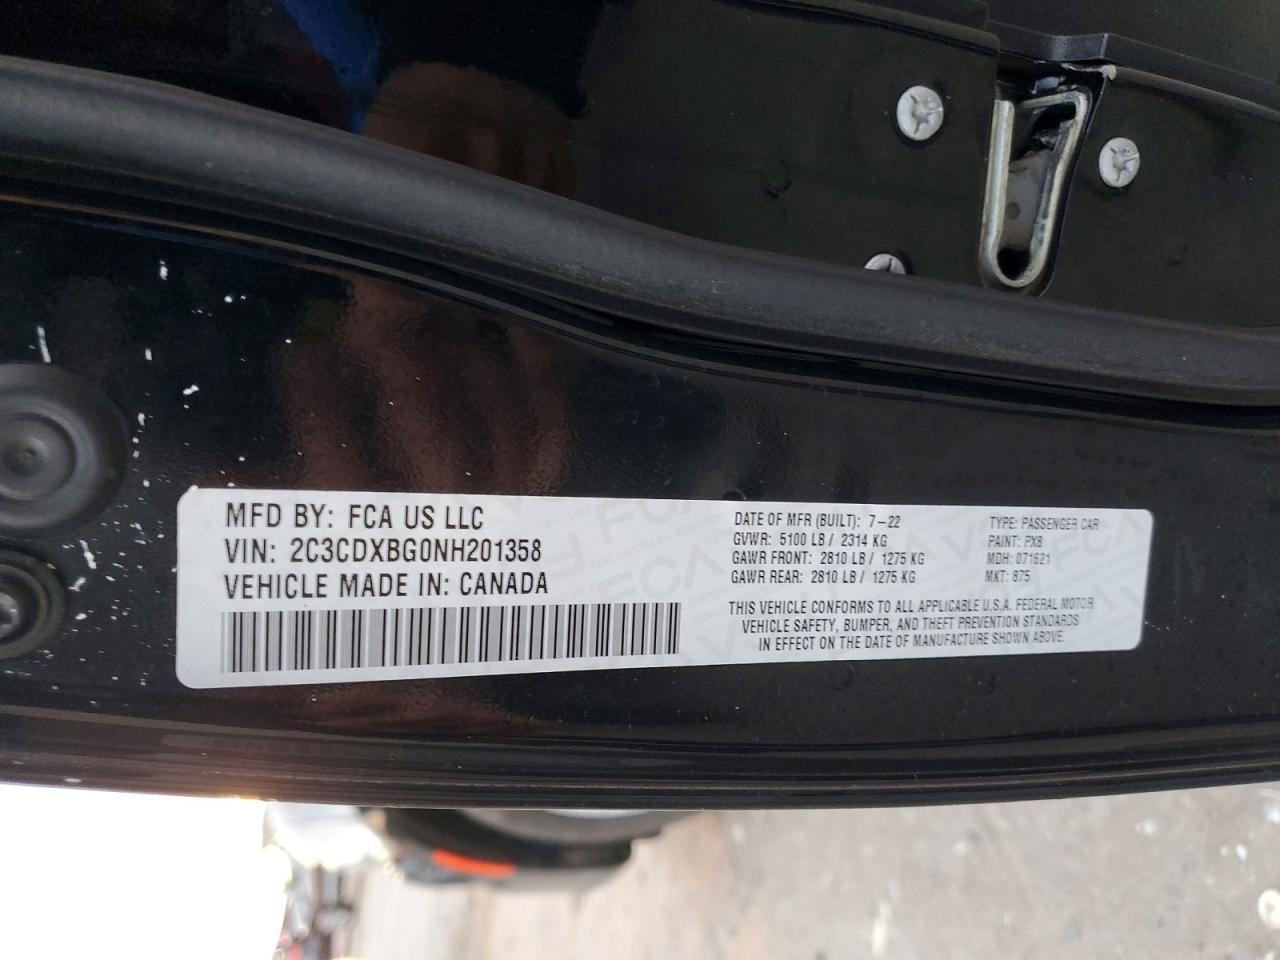 MFD BY: FCA US LLC
VIN: 2C3CDXBG0NH201358
VEHICLE MADE IN: CANADA
DATE OF MFR (BUILT): 7-22
GVWR: 5100 LB / 2314 KG
GAWR FRONT: 2810 LB / 1275 KG
GAWR REAR: 2810 LB / 1275 KG
TYPE: PASSENGER CAR
PAINT: PX8
MDH: 071621
MKT: 875
THIS VEHICLE CONFORMS TO ALL APPLICABLE U.S.A. FEDERAL MOTOR
VEHICLE SAFETY, BUMPER, AND THEFT PREVENTION STANDARDS
IN EFFECT ON THE DATE OF MANUFACTURE SHOWN ABOVE.